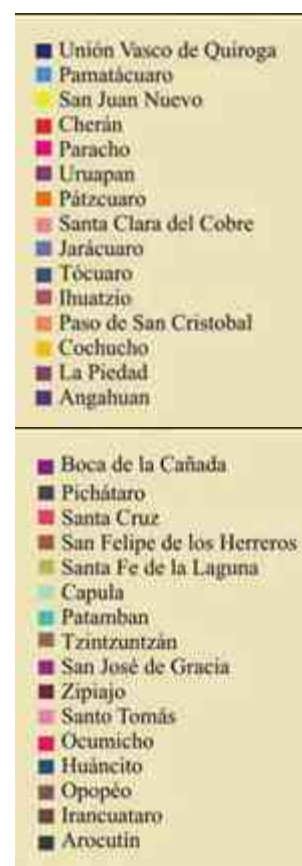 Unión Vasco de Quiroga
Pamatácuaro
San Juan Nuevo
Cherán
Paracho
Uruapan
Pátzcuaro
Santa Clara del Cobre
Jarácuaro
Tócuaro
Ihuatzio
Paso de San Cristobal
Cochucho
La Piedad
Angahuan
Boca de la Cañada
Pichátaro
Santa Cruz
San Felipe de los Herreros
Santa Fe de la Laguna
Capula
Patamban
Tzintzuntzán
San José de Gracia
Zipiajo
Santo Tomás
Ocumicho
Huáncito
Opopéo
Irancuataro
Arocutín